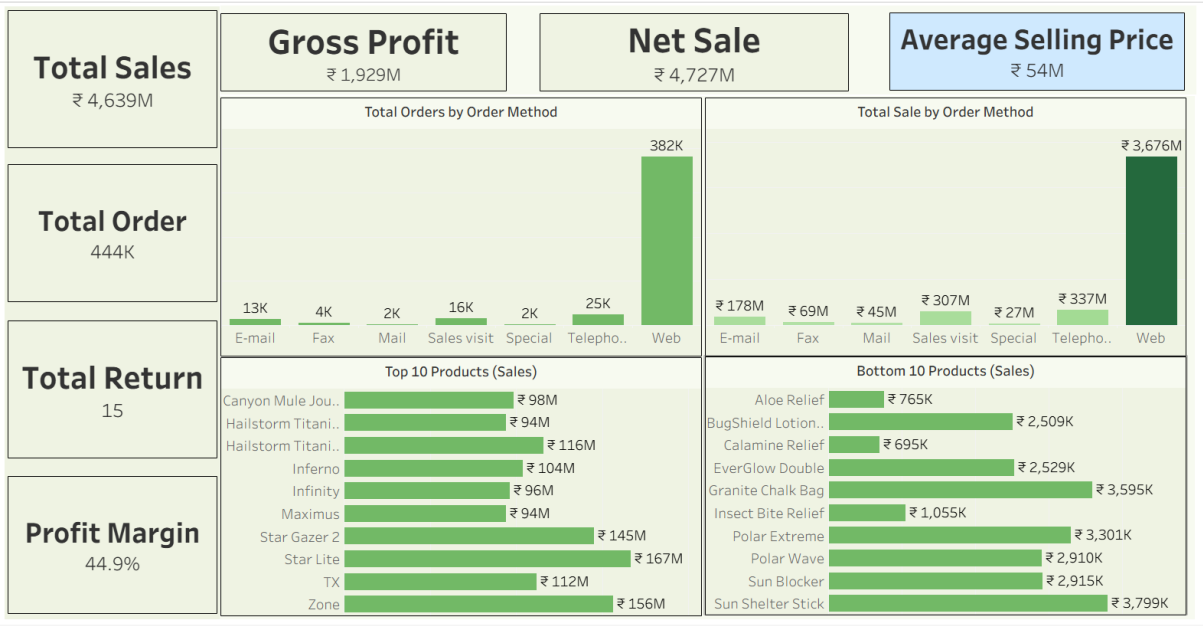 Total Sales
₹ 4,639M
Gross Profit
₹ 1,929M
Net Sale
₹ 4,727M
Average Selling Price
₹ 54M
Total Order
444K
Total Return
15
Profit Margin
44.9%
Total Orders by Order Method
382K
13K
4K
2K
16K
2K
25K
E-mail
Fax
Mail
Sales visit
Special
Telepho..
Web
Total Sale by Order Method
₹ 3,676M
₹ 178M
₹ 69M
₹ 45M
₹ 307M
₹ 27M
₹ 337M
E-mail
Fax
Mail
Sales visit
Special
Telepho..
Web
Top 10 Products (Sales)
Canyon Mule Jou.. ₹ 98M
Hailstorm Titani.. ₹ 94M
Hailstorm Titani.. ₹ 116M
Inferno ₹ 104M
Infinity ₹ 96M
Maximus ₹ 94M
Star Gazer 2 ₹ 145M
Star Lite ₹ 167M
TX ₹ 112M
Zone ₹ 156M
Bottom 10 Products (Sales)
Aloe Relief ₹ 765K
BugShield Lotion.. ₹ 2,509K
Calamine Relief ₹ 695K
EverGlow Double ₹ 2,529K
Granite Chalk Bag ₹ 3,595K
Insect Bite Relief ₹ 1,055K
Polar Extreme ₹ 3,301K
Polar Wave ₹ 2,910K
Sun Blocker ₹ 2,915K
Sun Shelter Stick ₹ 3,799K